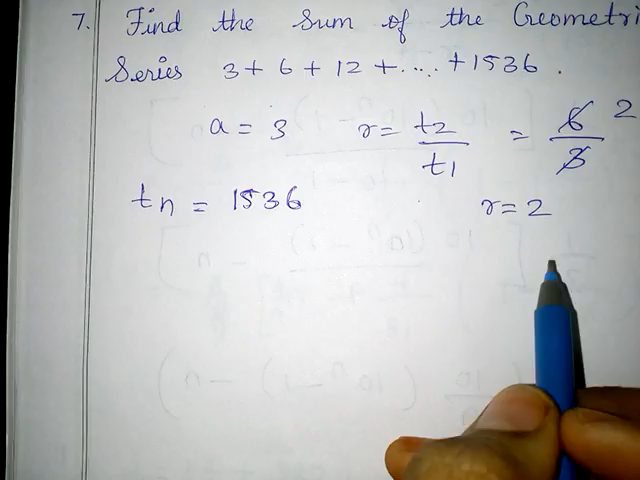 7. Find the Sum of the Geometri
Series 3 + 6 + 12 + ..... + 1536 .
a = 3 r = t2/t1 = 6/3 2
tn = 1536 r = 2